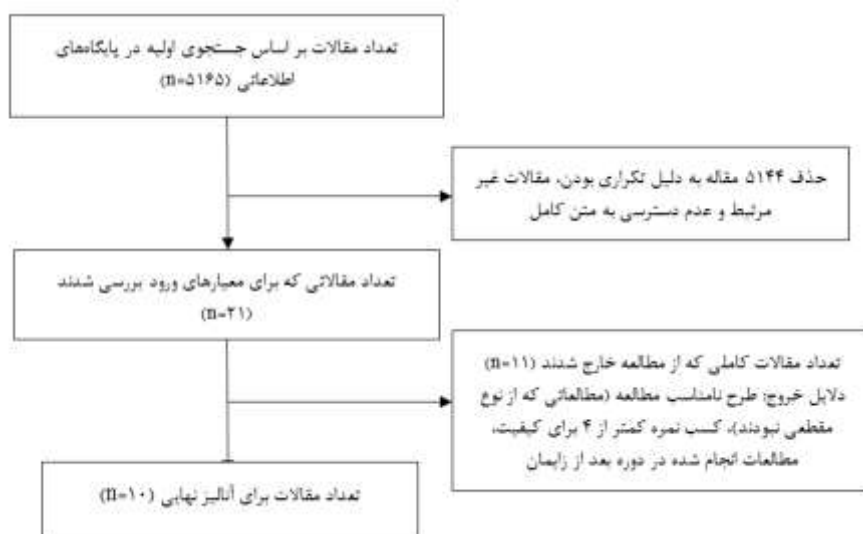 تعداد مقالات بر اساس جستجوی اولیه در پایگاه‌های
اطلاعاتی (n=۵۱۶۵)
حذف ۵۱۴۴ مقاله به دلیل تکراری بودن، مقالات غیر
مرتبط و عدم دسترسی به متن کامل
تعداد مقالاتی که برای معیارهای ورود بررسی شدند
(n=۲۱)
تعداد مقالات کاملی که از مطالعه خارج شدند (n=۱۱)
دلایل خروج: طرح نامناسب مطالعه (مطالعاتی که از نوع
مقطعی نبودند)، کسب نمره کمتر از ۴ برای کیفیت،
مطالعات انجام شده در دوره بعد از زایمان
تعداد مقالات برای آنالیز نهایی (n=۱۰)